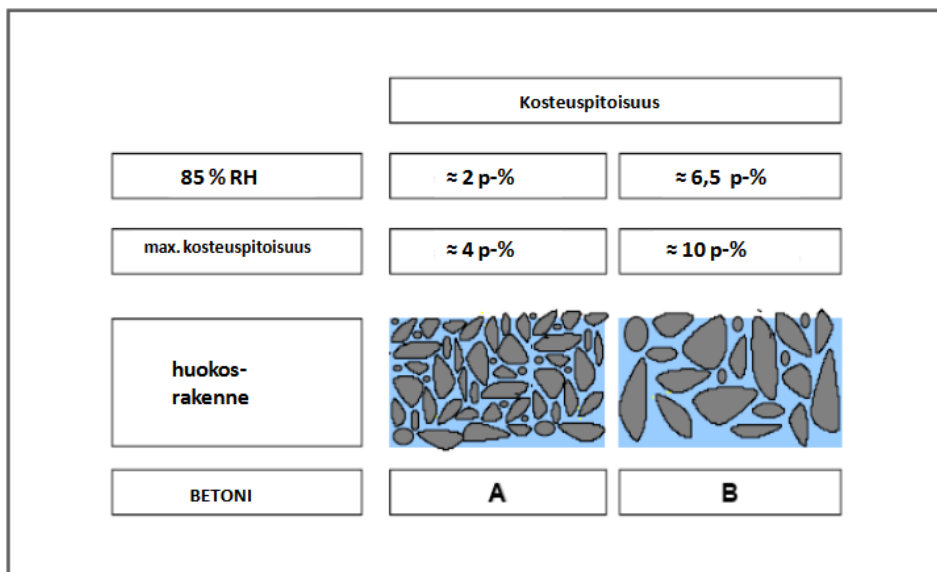 Kosteuspitoisuus
85 % RH
≈ 2 p-%
≈ 6,5 p-%
max. kosteuspitoisuus
≈ 4 p-%
≈ 10 p-%
huokos-
rakenne
BETONI
A
B